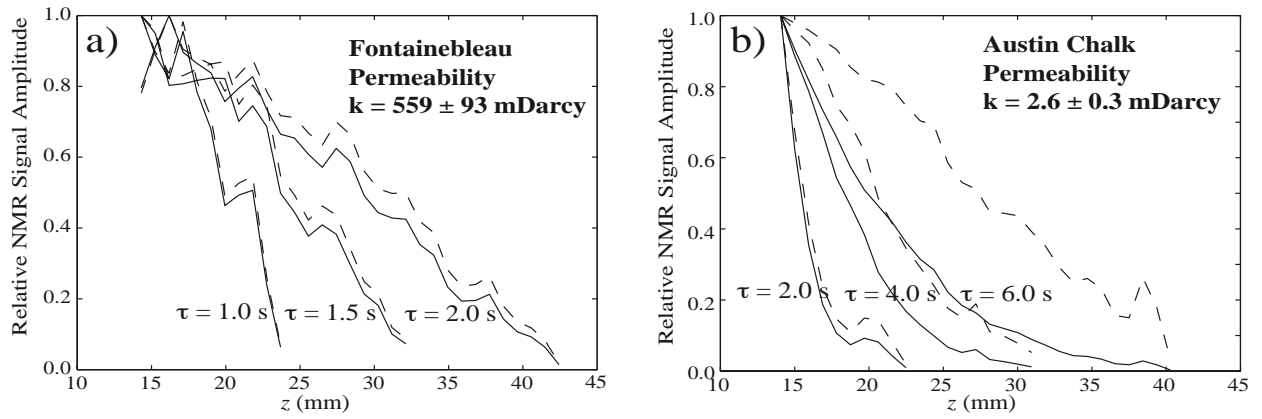 a)
Fontainebleau
Permeability
k = 559 ± 93 mDarcy
Relative NMR Signal Amplitude
1.0
0.8
0.6
0.4
0.2
0.0
τ = 1.0 s τ = 1.5 s τ = 2.0 s
10 15 20 25 30 35 40 45
z (mm)
b)
Austin Chalk
Permeability
k = 2.6 ± 0.3 mDarcy
Relative NMR Signal Amplitude
1.0
0.8
0.6
0.4
0.2
0.0
τ = 2.0 s τ = 4.0 s τ = 6.0 s
10 15 20 25 30 35 40 45
z (mm)